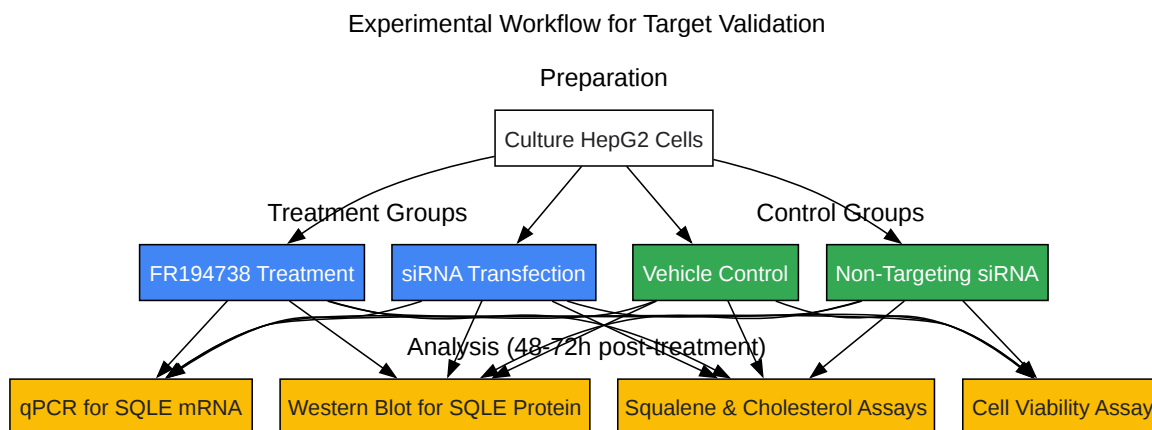 Experimental Workflow for Target Validation
Preparation
Culture HepG2 Cells
Treatment Groups
Control Groups
FR194738 Treatment
siRNA Transfection
Vehicle Control
Non-Targeting siRNA
Analysis (48-72h post-treatment)
qPCR for SQLE mRNA
Western Blot for SQLE Protein
Squalene & Cholesterol Assays
Cell Viability Assay